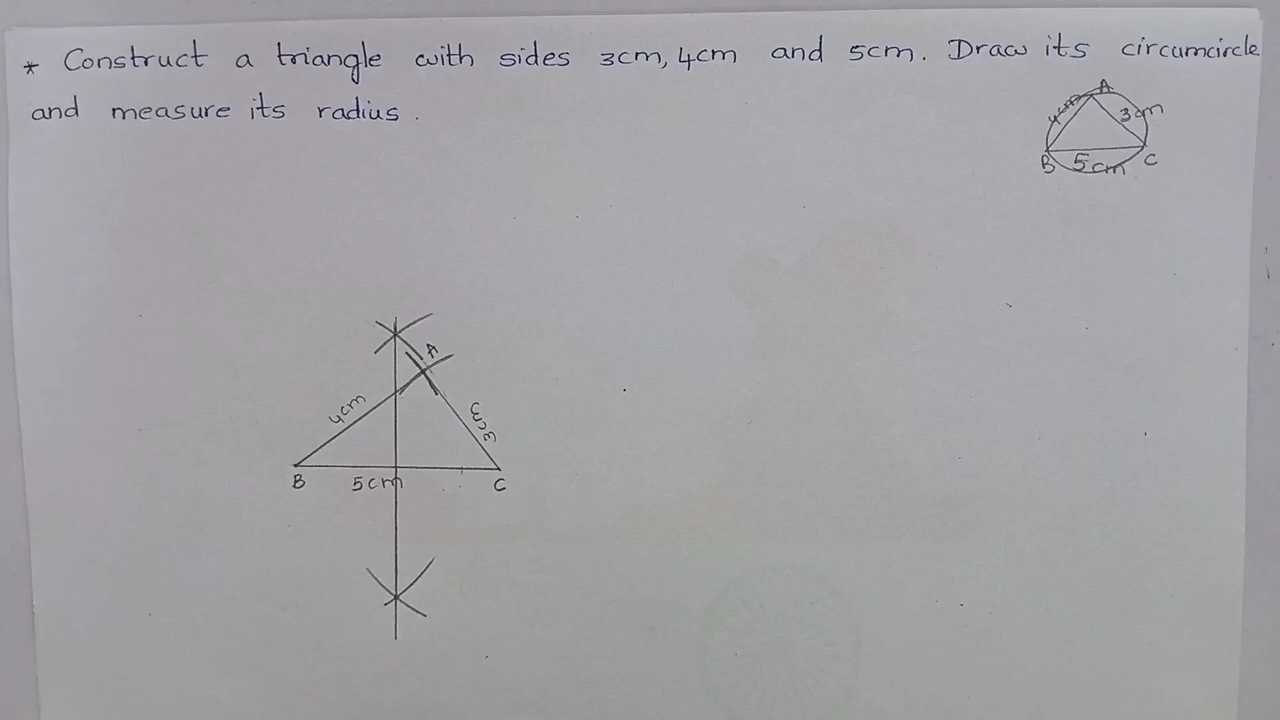 * Construct a triangle with sides 3cm, 4cm and 5cm. Draw its circumcircle
and measure its radius.
A
4cm 3cm
B 5cm C
A
4cm 3cm
B 5cm C